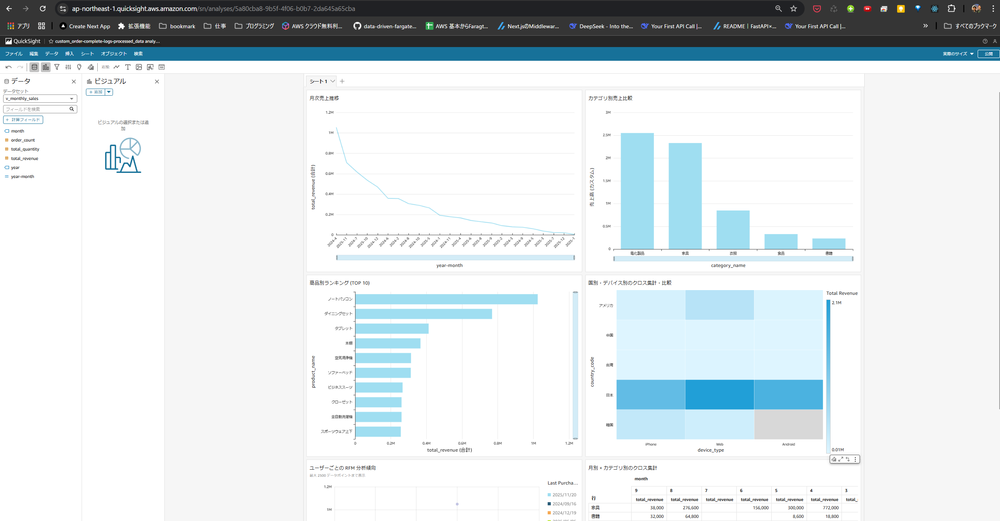 ap-northeast-1.quicksight.aws.amazon.com/sn/analyses/5a80cba8-9b5f-4f06-b0b7-2da645a65cba
アプリ
Create Next App
拡張機能
bookmark
仕事
プログラミング
AWS クラウド無料利...
data-driven-fargate...
AWS 基本からFaragt...
Next.jsのMiddlewar...
DeepSeek - Into the...
Your First API Call |...
README | FastAPI×...
Your First API Call |...
»
すべてのブックマーク
QuickSight
custom_order-complete-logs-processed_data analy...
ファイル 編集 データ 挿入 シート オブジェクト 検索
実際のサイズ
公開
追加:
データ
データセット
v_monthly_sales
フィールドを検索
+ 計算フィールド
month
order_count
total_quantity
total_revenue
year
year-month
ビジュアル
+ 追加
ビジュアルの選択または追
加
シート 1
月次売上推移
total_revenue (合計)
1.2M
1M
0.8M
0.6M
0.4M
0.2M
0
2024-4
2025-11
2024-7
2025-10
2024-12
2024-6
2024-2
2024-8
2024-10
2025-5
2024-1
2024-11
2025-4
2025-6
2025-8
2025-9
2025-2
2024-3
2024-9
2024-5
2025-3
2025-7
2025-12
2025-1
year-month
カテゴリ別売上比較
売上高 (カスタム)
3M
2.5M
2M
1.5M
1M
0.5M
0
電化製品
家具
衣服
食品
書籍
category_name
商品別ランキング (TOP 10)
product_name
ノートパソコン
ダイニングセット
タブレット
本棚
空気清浄機
ソファーベッド
ビジネススーツ
クローゼット
全自動洗濯機
スポーツウェア上下
0
0.2M
0.4M
0.6M
0.8M
1M
1.2M
total_revenue (合計)
国別・デバイス別のクロス集計・比較
country_code
アメリカ
中国
台湾
日本
韓国
iPhone
Web
Android
device_type
Total Revenue
2.1M
0.01M
ユーザーごとの RFM 分析傾向
最大 2500 データポイントまで表示
1.2M
1M
Last Purcha...
2025/11/20
2024/09/16
2024/12/19
月別 × カテゴリ別のクロス集計
month
9 8 7 6 5 4 3
行
total_revenue total_revenue total_revenue total_revenue total_revenue total_revenue total_
家具 38,000 276,600 156,000 300,000 772,000
書籍 32,000 64,800 8,600 18,800